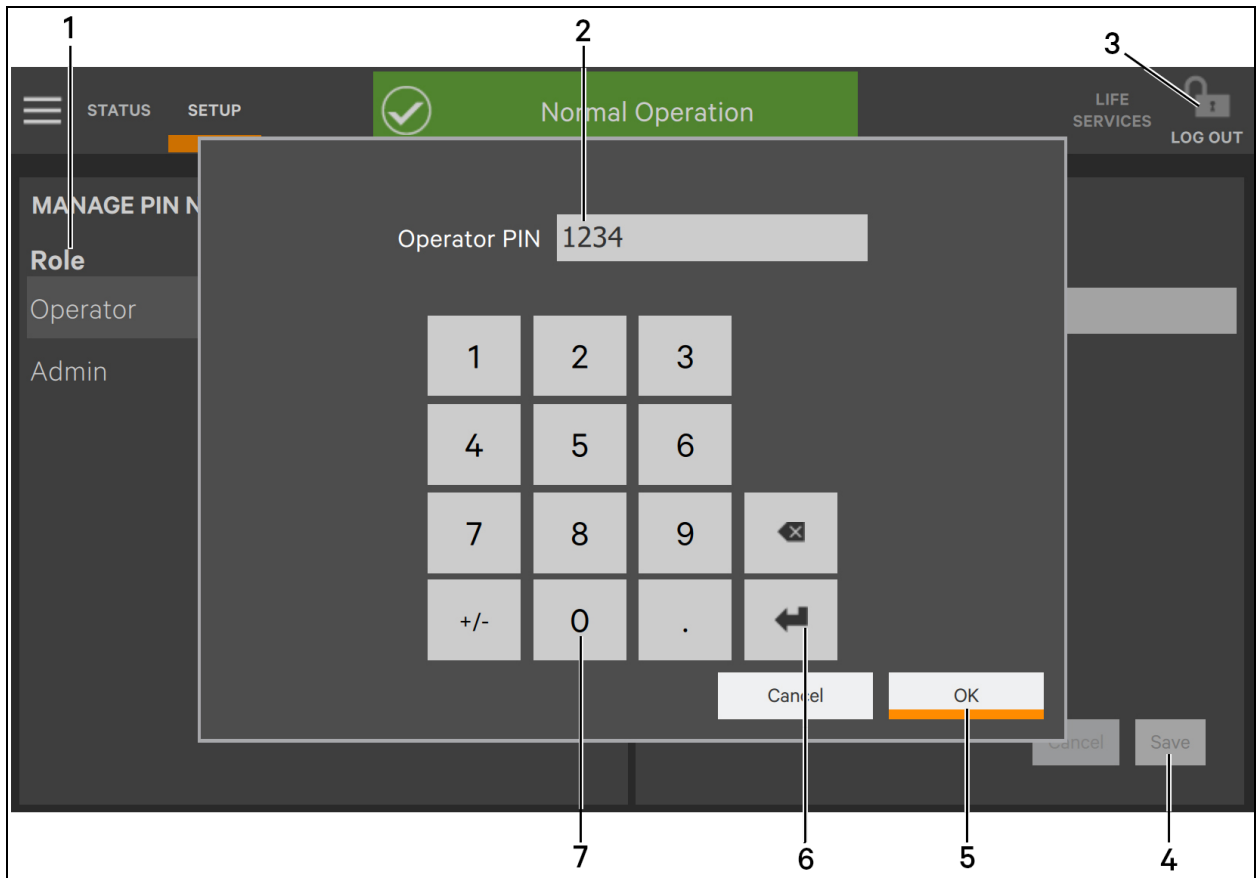 1 2 3
STATUS SETUP Normal Operation LIFE SERVICES LOG OUT
MANAGE PIN N
Role
Operator
Admin
Operator PIN 1234
1 2 3
4 5 6
7 8 9
+/- 0 .
Cancel OK
Cancel Save
7 6 5 4